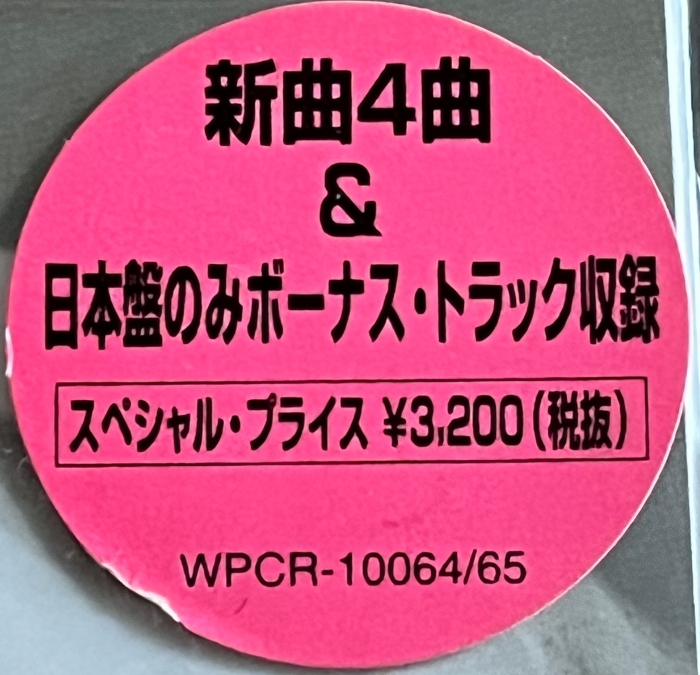 新曲4曲
&
日本盤のみボーナス・トラック収録
スペシャル・プライス ¥3,200(税抜)
WPCR-10064/65